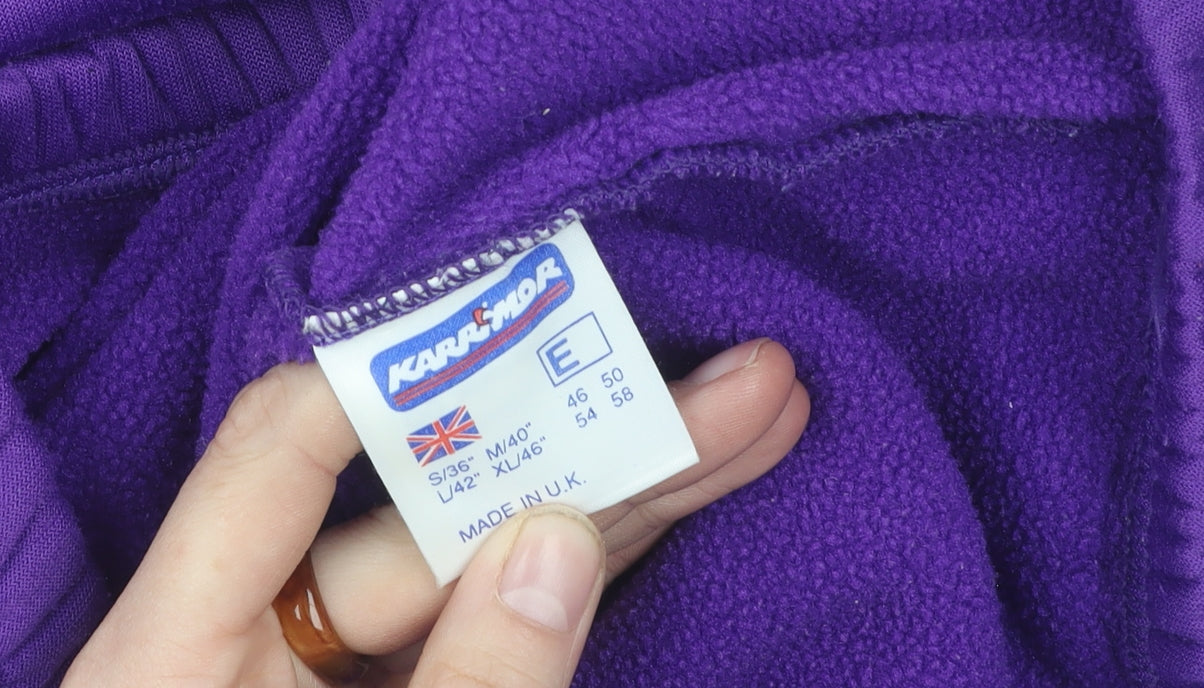 KARRIMOR
E
46 50
54 58
S/36" M/40"
L/42" XL/46"
MADE IN U.K.